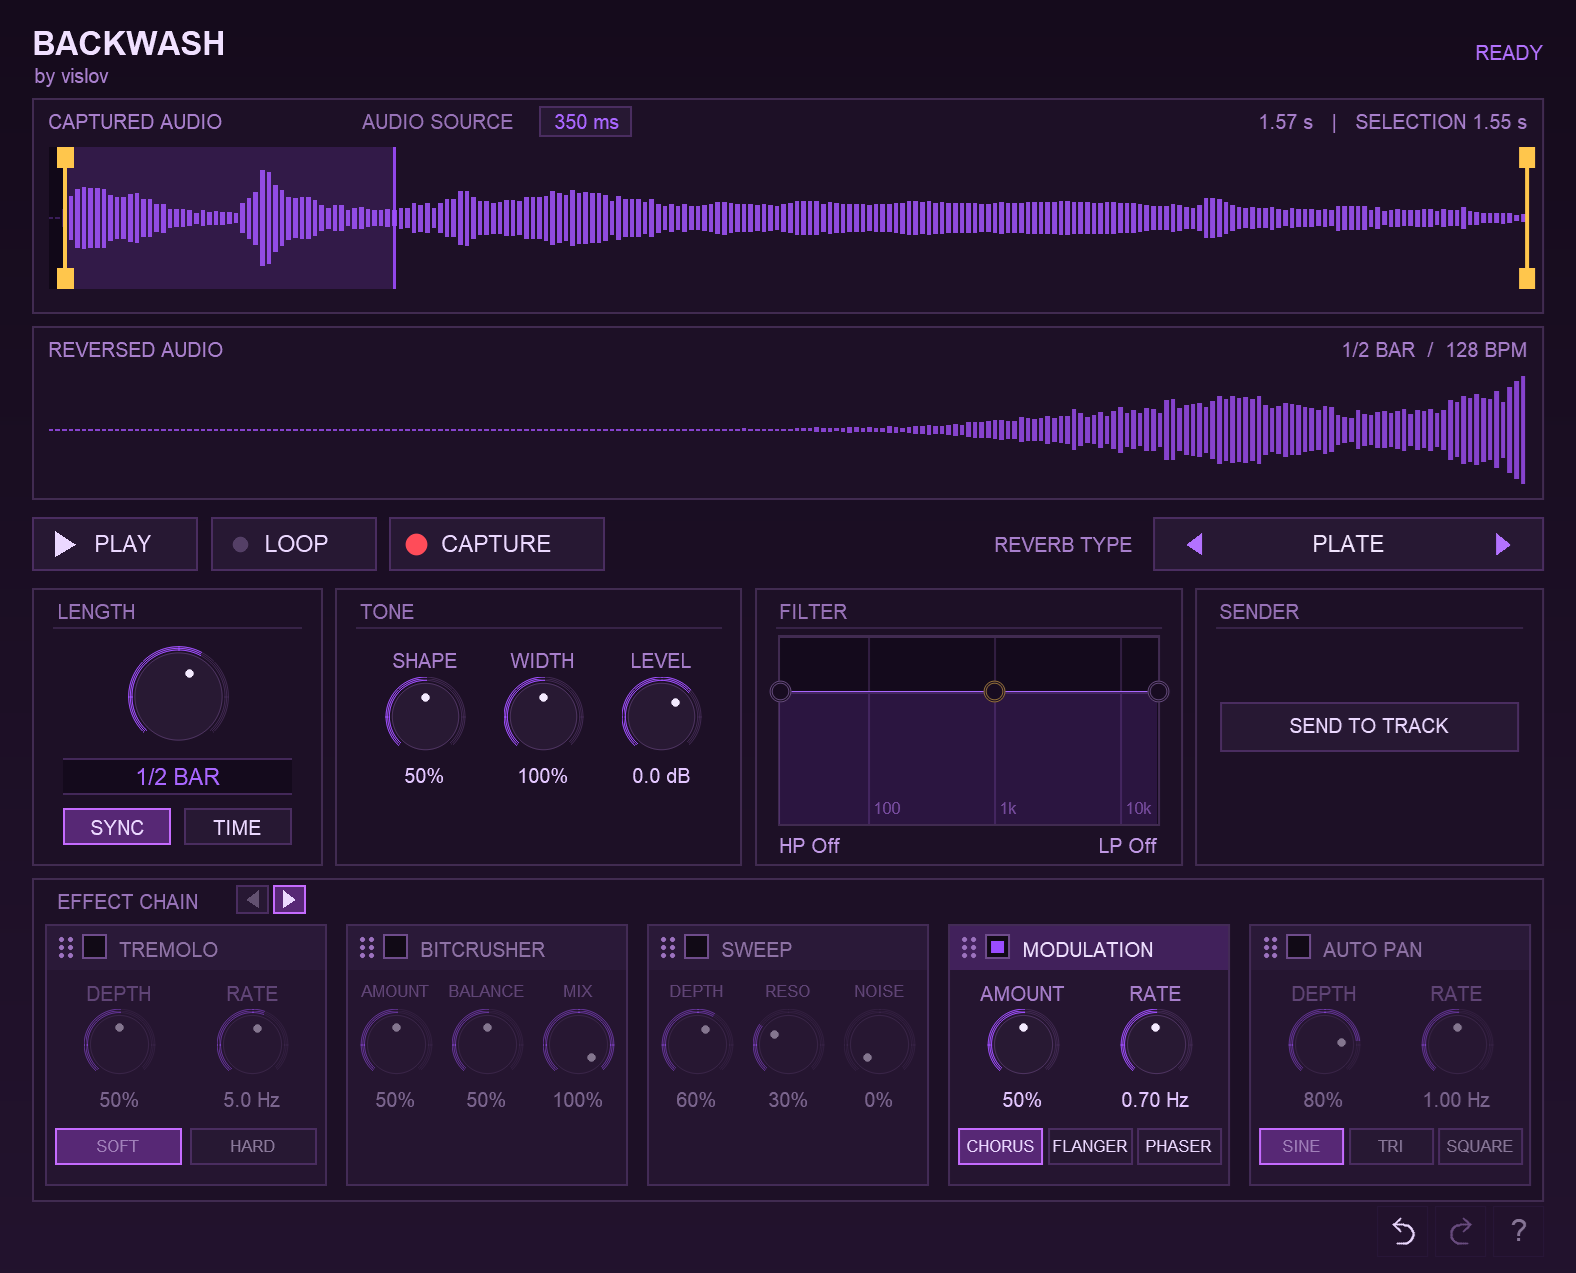 BACKWASH
by vislov
READY
CAPTURED AUDIO
AUDIO SOURCE
350 ms
1.57 s | SELECTION 1.55 s
REVERSED AUDIO
1/2 BAR / 128 BPM
PLAY
LOOP
CAPTURE
REVERB TYPE
PLATE
LENGTH
1/2 BAR
SYNC
TIME
TONE
SHAPE
WIDTH
LEVEL
50%
100%
0.0 dB
FILTER
100
1k
10k
HP Off
LP Off
SENDER
SEND TO TRACK
EFFECT CHAIN
TREMOLO
DEPTH
RATE
50%
5.0 Hz
SOFT
HARD
BITCRUSHER
AMOUNT
BALANCE
MIX
50%
50%
100%
SWEEP
DEPTH
RESO
NOISE
60%
30%
0%
MODULATION
AMOUNT
RATE
50%
0.70 Hz
CHORUS
FLANGER
PHASER
AUTO PAN
DEPTH
RATE
80%
1.00 Hz
SINE
TRI
SQUARE
?